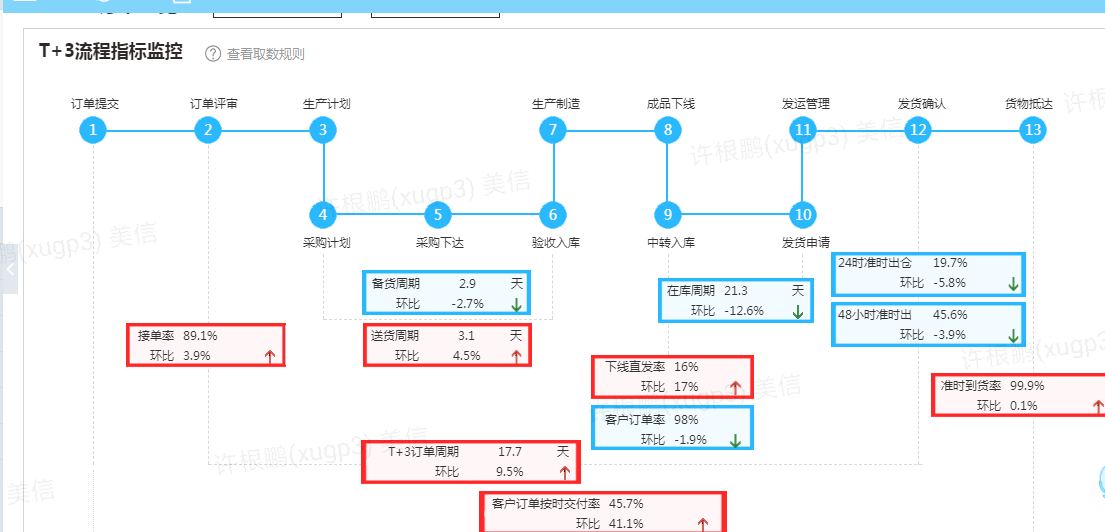 T+3流程指标监控
? 查看取数规则
订单提交 订单评审 生产计划 生产制造 成品下线 发运管理 发货确认 货物抵达
1 2 3 7 8 11 12 13
4 5 6 9 10
采购计划 采购下达 验收入库 中转入库 发货申请
备货周期 2.9 天
环比 -2.7%
送货周期 3.1 天
环比 4.5%
接单率 89.1%
环比 3.9%
在库周期 21.3 天
环比 -12.6%
24时准时出仓 19.7%
环比 -5.8%
48小时准时出 45.6%
环比 -3.9%
下线直发率 16%
环比 17%
客户订单率 98%
环比 -1.9%
准时到货率 99.9%
环比 0.1%
T+3订单周期 17.7 天
环比 9.5%
客户订单按时交付率 45.7%
环比 41.1%
许根鹏(xugp3) 美信